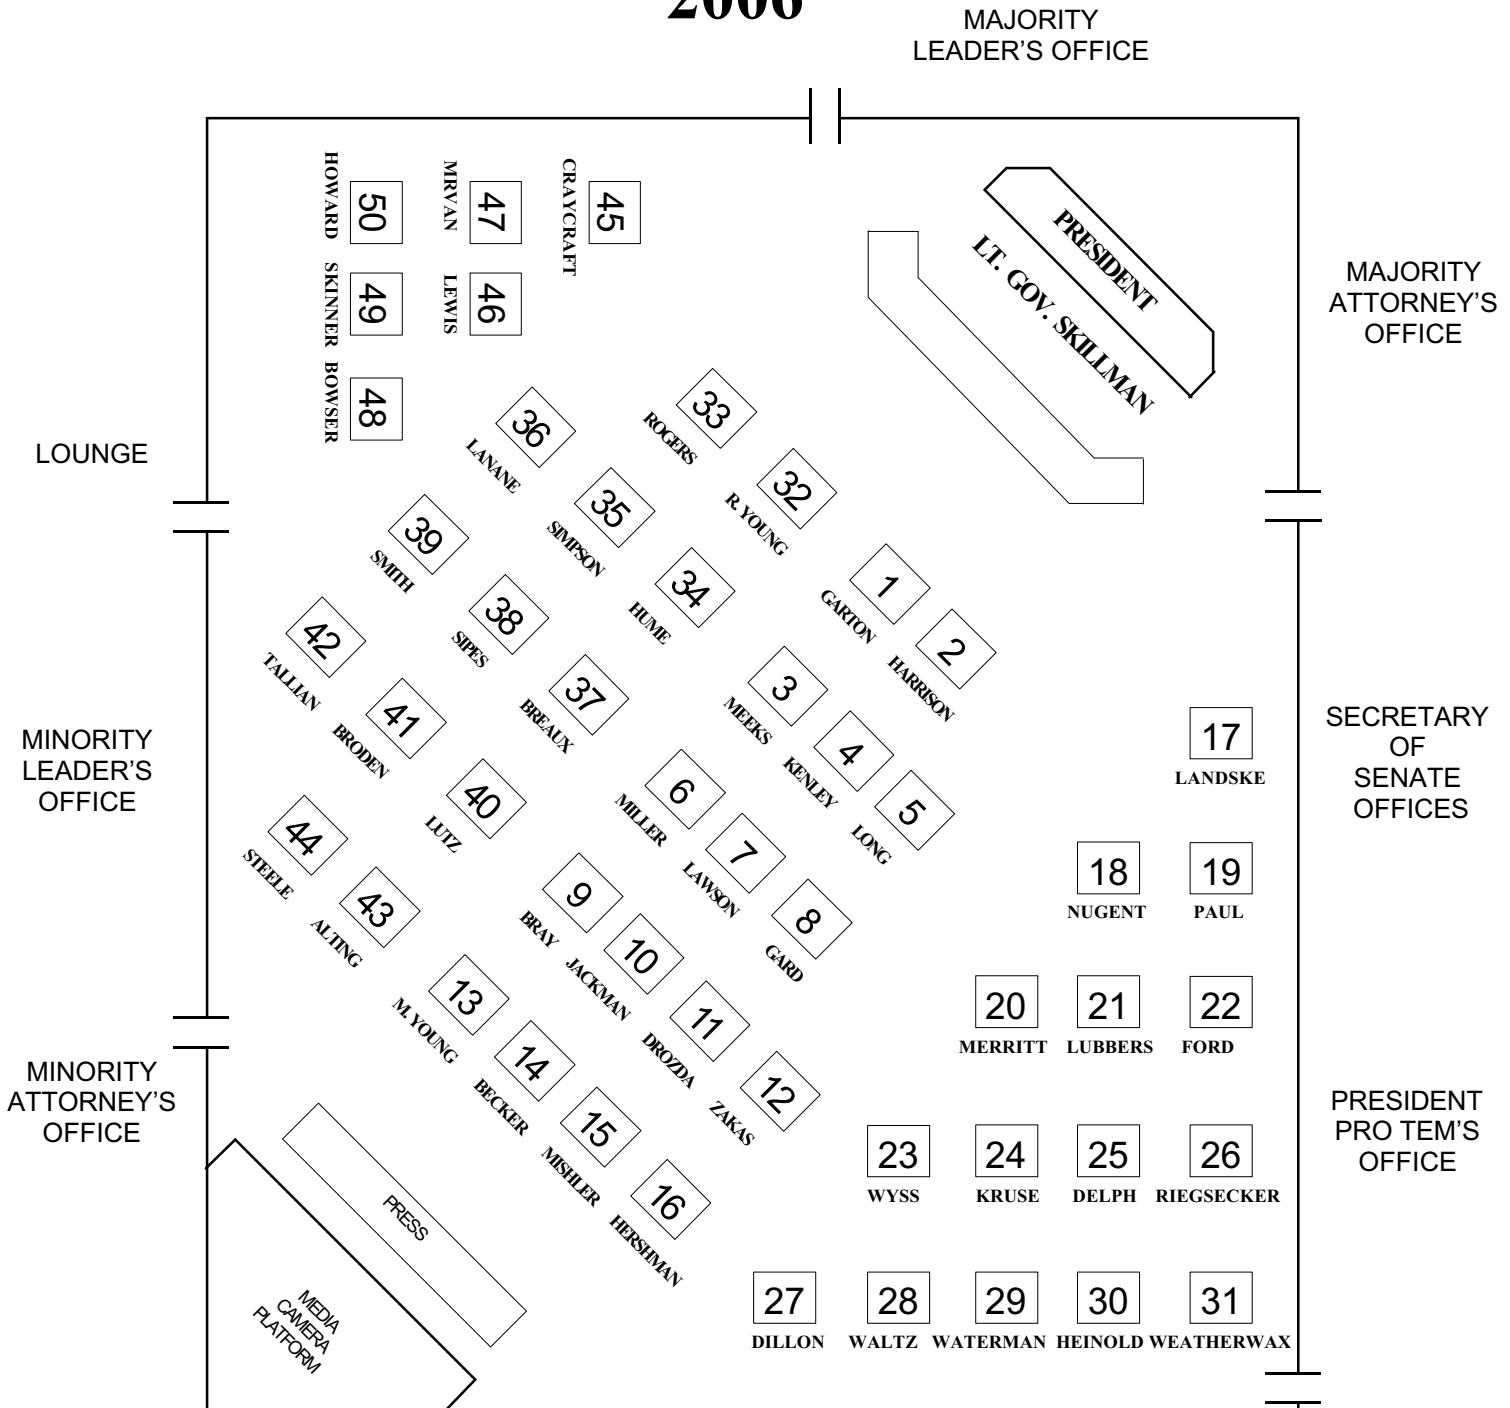 2006
MAJORITY
LEADER'S OFFICE
HOWARD
50
MRVAN
47
CRAYCRAFT
45
SKINNER
49
LEWIS
46
BOWSER
48
PRESIDENT
LT. GOV. SKILLMAN
MAJORITY
ATTORNEY'S
OFFICE
LOUNGE
36
LANANE
33
ROGERS
35
SIMPSON
32
R. YOUNG
39
SMITH
34
HUME
1
GARTON
38
SIPES
2
HARRISON
42
TALLIAN
37
BREAUX
3
MEEKS
41
BRODEN
4
KENLEY
40
LUTZ
6
MILLER
5
LONG
17
LANDSKE
SECRETARY
OF
SENATE
OFFICES
MINORITY
LEADER'S
OFFICE
44
STEELE
7
LAWSON
43
ALTING
9
BRAY
8
GARD
18
NUGENT
19
PAUL
10
JACKMAN
13
M. YOUNG
11
DROZDA
20
MERRITT
21
LUBBERS
22
FORD
14
BECKER
12
ZAKAS
MINORITY
ATTORNEY'S
OFFICE
15
MISHLER
23
WYSS
24
KRUSE
25
DELPH
26
RIEGSECKER
PRESIDENT
PRO TEM'S
OFFICE
16
HERSHMAN
PRESS
MEDIA
CAMERA
PLATFORM
27
DILLON
28
WALTZ
29
WATERMAN
30
HEINOLD
31
WEATHERWAX